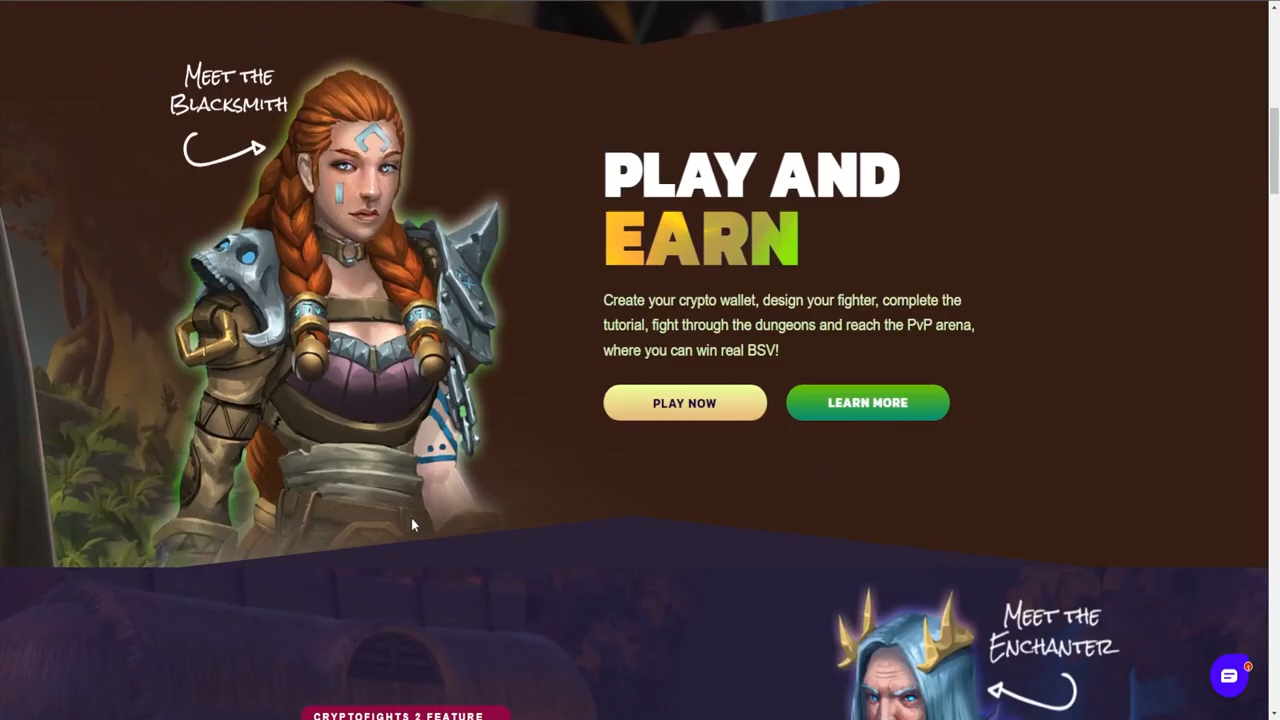 MEET THE
BLACKSMITH
PLAY AND
EARN
Create your crypto wallet, design your fighter, complete the
tutorial, fight through the dungeons and reach the PvP arena,
where you can win real BSV!
PLAY NOW
LEARN MORE
MEET THE
ENCHANTER
CRYPTOFIGHTS 2 FEATURE